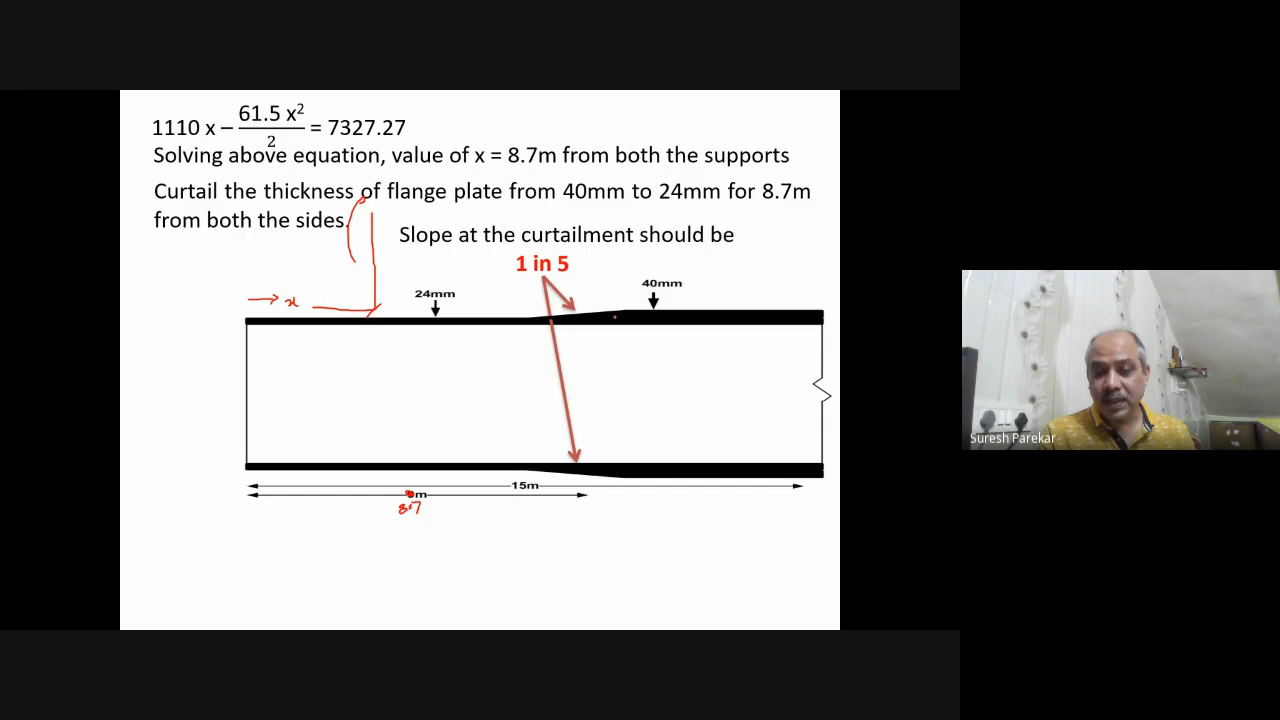 1110 x – 61.5 x² / 2 = 7327.27
Solving above equation, value of x = 8.7m from both the supports
Curtail the thickness of flange plate from 40mm to 24mm for 8.7m
from both the sides.
Slope at the curtailment should be
1 in 5
40mm
24mm
x
15m
m
8.7
Suresh Parekar